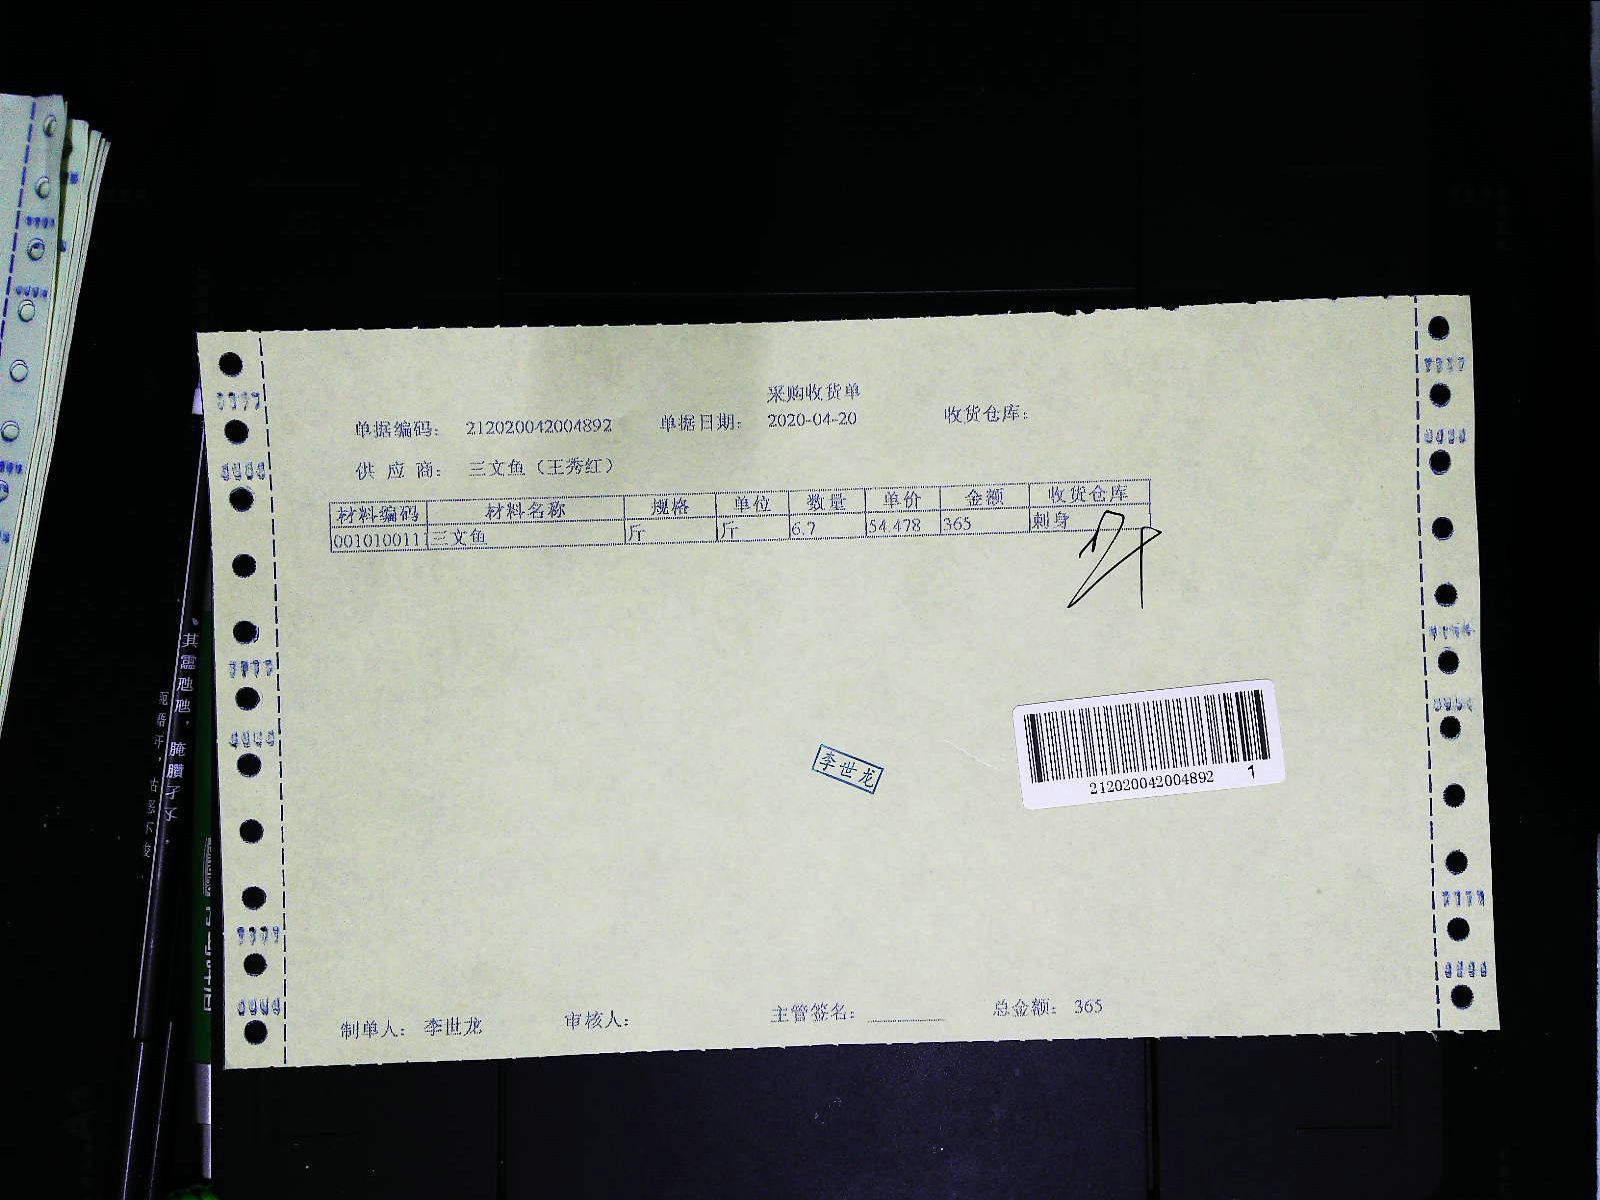 采购收货单
单据编码： 212020042004892 单据日期： 2020-04-20 收货仓库：
供 应 商： 三文鱼（王秀红）
材料编码 材料名称 规格 单位 数量 单价 金额 收货仓库
0010100111 三文鱼 斤 斤 6.7 54.478 365 刺身
李世龙
212020042004892 1
制单人： 李世龙 审核人： 主管签名： 总金额： 365